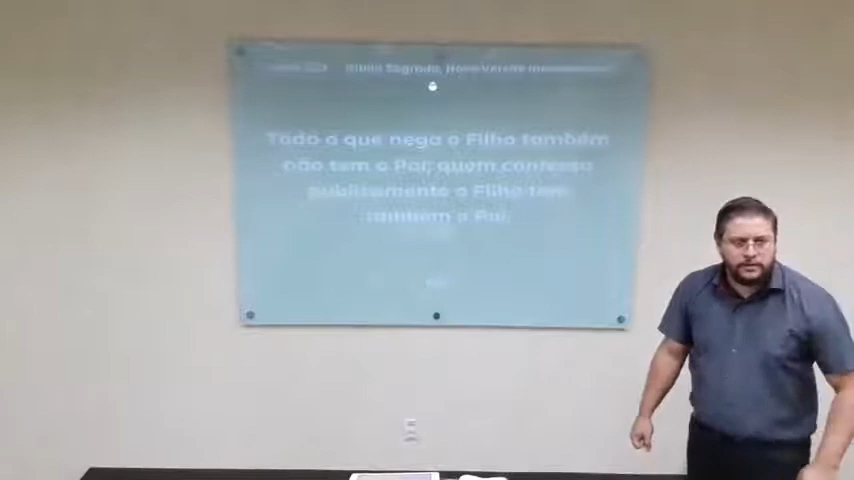 Bíblia Sagrada, Nova Versão Internacional
Todo o que nega o Filho também
não tem o Pai; quem confessa
publicamente o Filho tem
também o Pai.